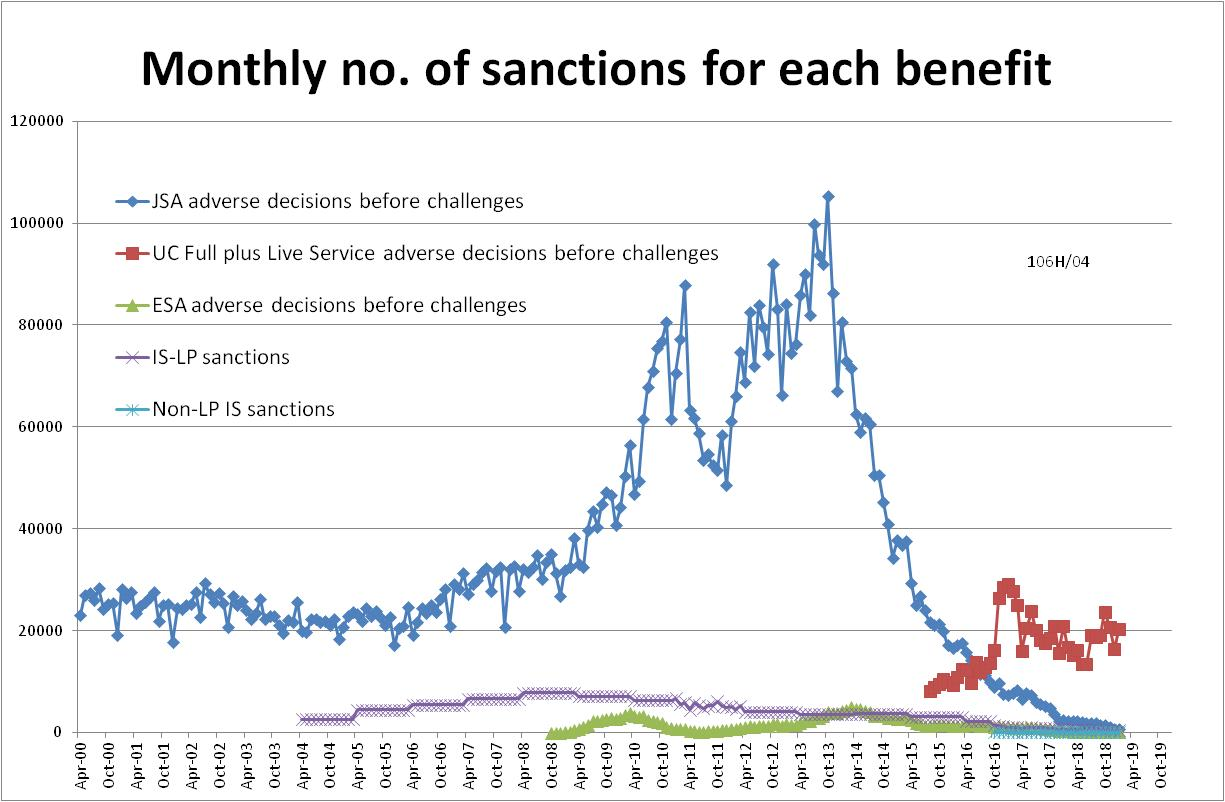 Monthly no. of sanctions for each benefit
120000
100000
80000
60000
40000
20000
0
JSA adverse decisions before challenges
UC Full plus Live Service adverse decisions before challenges
ESA adverse decisions before challenges
IS-LP sanctions
Non-LP IS sanctions
106H/04
Apr-00
Oct-00
Apr-01
Oct-01
Apr-02
Oct-02
Apr-03
Oct-03
Apr-04
Oct-04
Apr-05
Oct-05
Apr-06
Oct-06
Apr-07
Oct-07
Apr-08
Oct-08
Apr-09
Oct-09
Apr-10
Oct-10
Apr-11
Oct-11
Apr-12
Oct-12
Apr-13
Oct-13
Apr-14
Oct-14
Apr-15
Oct-15
Apr-16
Oct-16
Apr-17
Oct-17
Apr-18
Oct-18
Apr-19
Oct-19